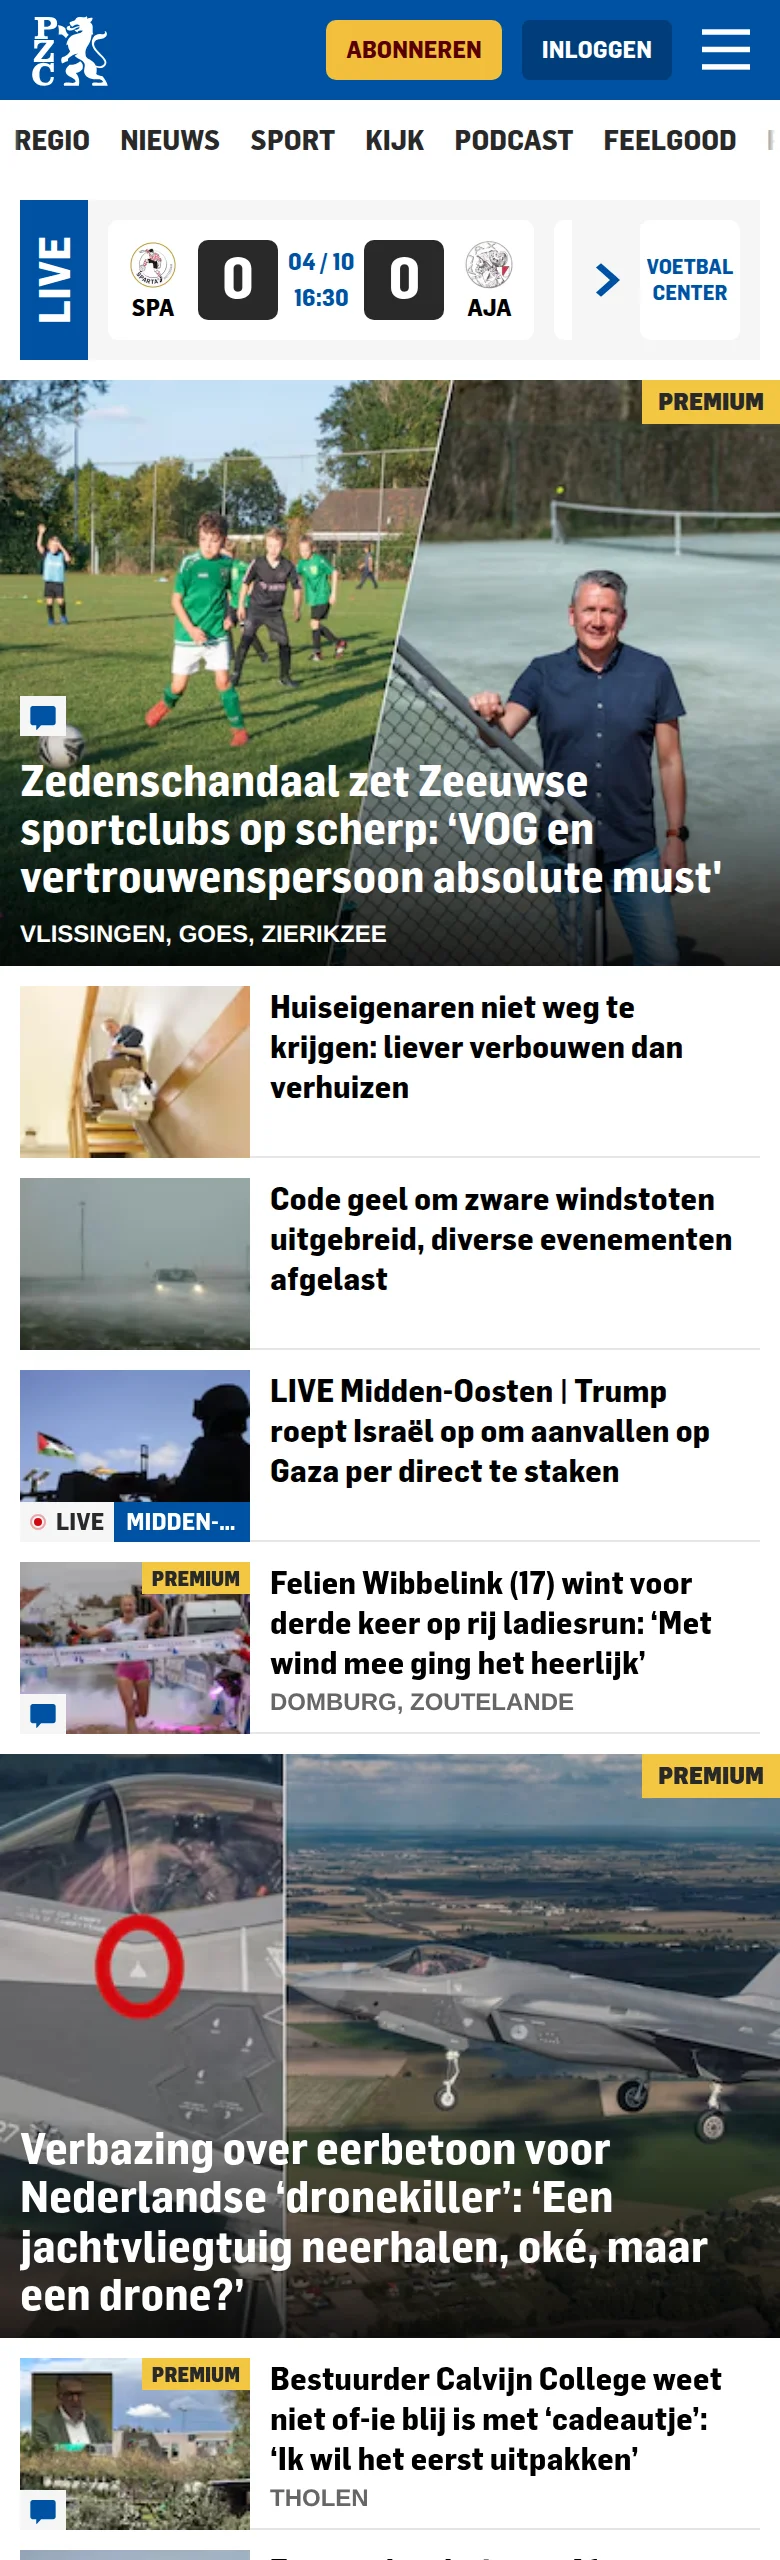 PZC
ABONNEREN
INLOGGEN
REGIO NIEUWS SPORT KIJK PODCAST FEELGOOD
LIVE
SPA
0
04 / 10
16:30
0
AJA
VOETBAL
CENTER
PREMIUM
Zedenschandaal zet Zeeuwse
sportclubs op scherp: ‘VOG en
vertrouwenspersoon absolute must'
VLISSINGEN, GOES, ZIERIKZEE
Huiseigenaren niet weg te
krijgen: liever verbouwen dan
verhuizen
Code geel om zware windstoten
uitgebreid, diverse evenementen
afgelast
LIVE Midden-Oosten | Trump
roept Israël op om aanvallen op
Gaza per direct te staken
LIVE
MIDDEN-...
PREMIUM
Felien Wibbelink (17) wint voor
derde keer op rij ladiesrun: ‘Met
wind mee ging het heerlijk’
DOMBURG, ZOUTELANDE
PREMIUM
Verbazing over eerbetoon voor
Nederlandse ‘dronekiller’: ‘Een
jachtvliegtuig neerhalen, oké, maar
een drone?’
PREMIUM
Bestuurder Calvijn College weet
niet of-ie blij is met ‘cadeautje’:
‘Ik wil het eerst uitpakken’
THOLEN